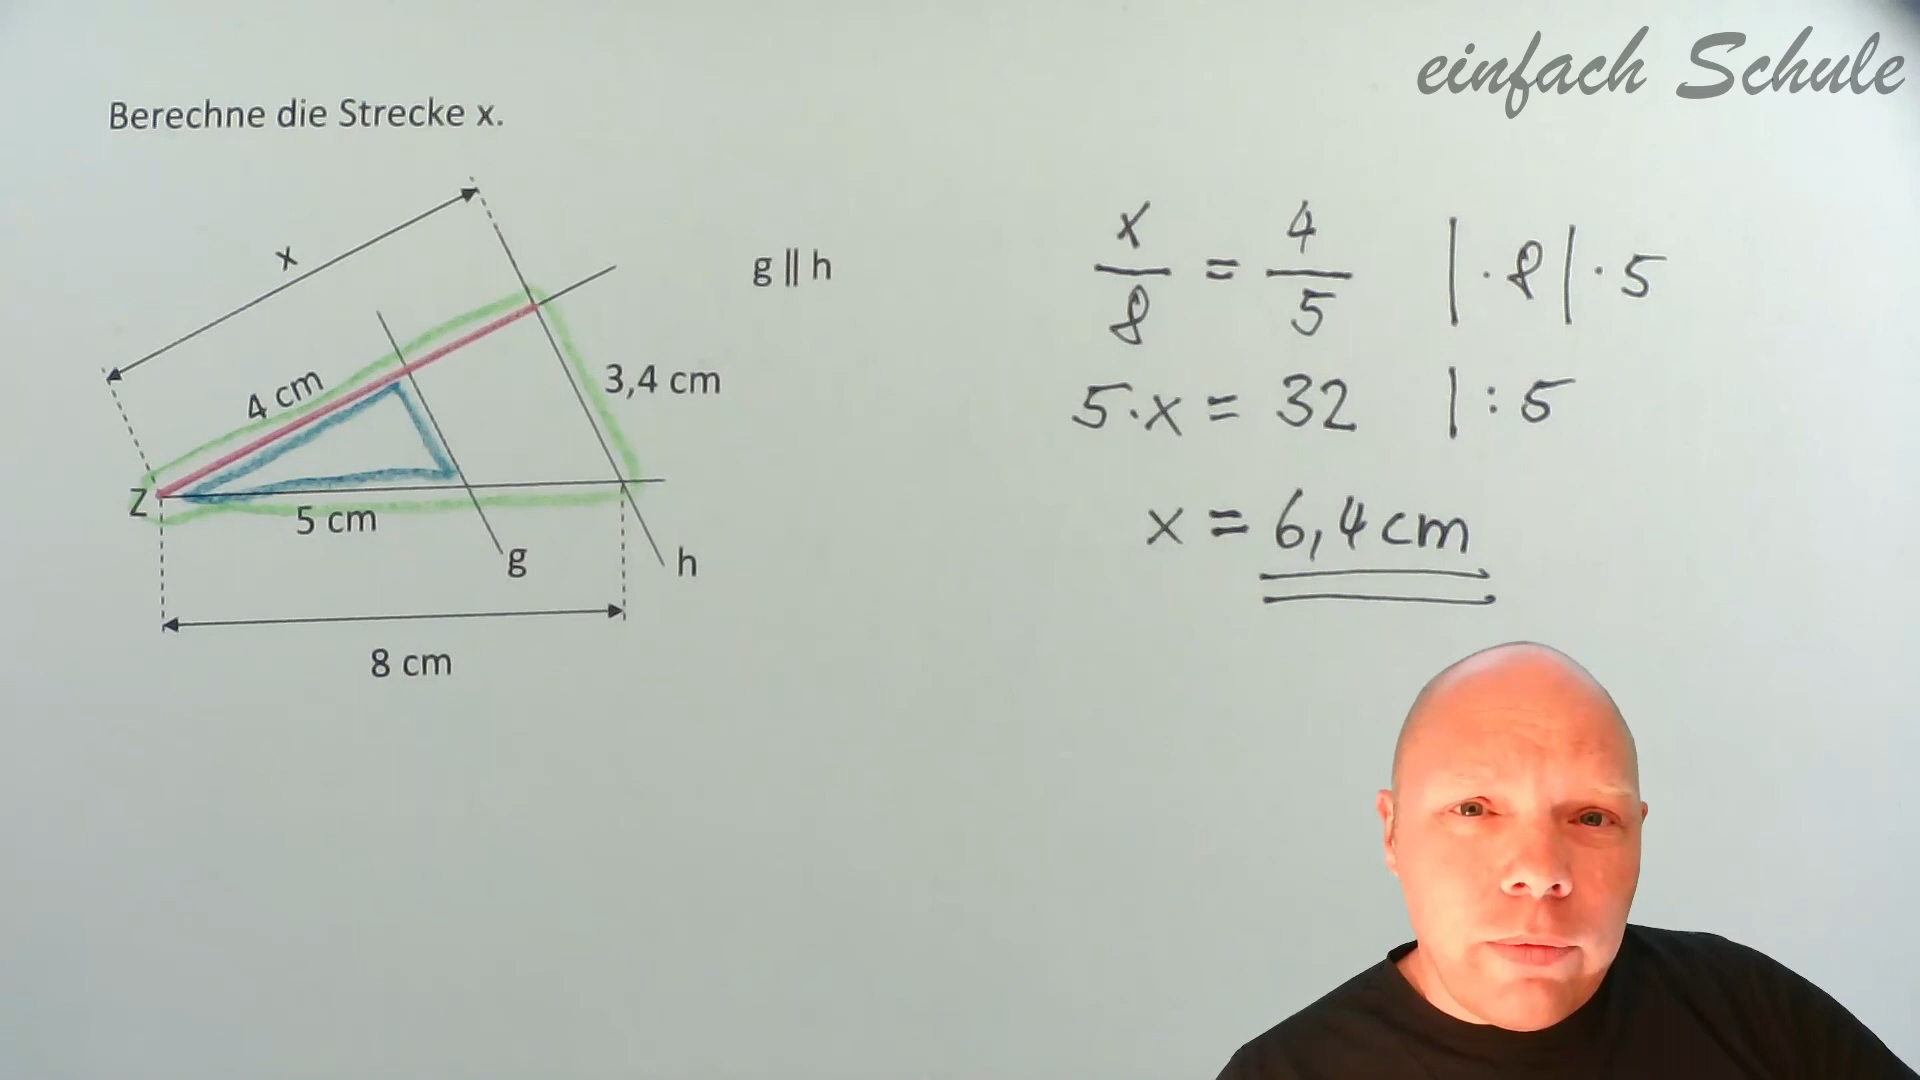 einfach Schule
Berechne die Strecke x.
x
g || h
4 cm
3,4 cm
Z
5 cm
g
h
8 cm
x/8 = 4/5 | · 8 | · 5
5 · x = 32 | : 5
x = 6,4 cm